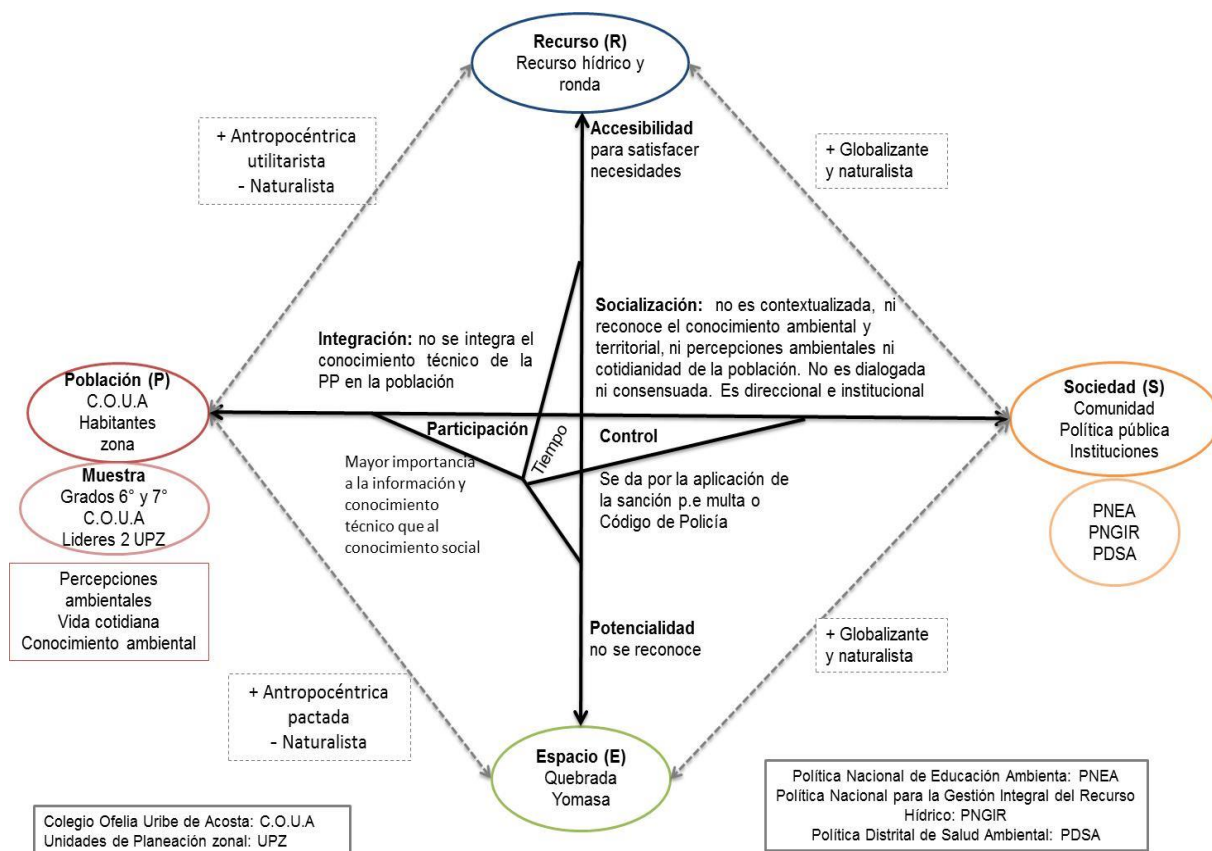 Recurso (R)
Recurso hídrico y
ronda
+ Antropocéntrica
utilitarista
- Naturalista
Accesibilidad
para satisfacer
necesidades
+ Globalizante
y naturalista
Integración: no se integra el
conocimiento técnico de la
PP en la población
Socialización: no es contextualizada, ni
reconoce el conocimiento ambiental y
territorial, ni percepciones ambientales ni
cotidianidad de la población. No es dialogada
ni consensuada. Es direccional e institucional
Población (P)
C.O.U.A
Habitantes
zona
Sociedad (S)
Comunidad
Política pública
Instituciones
Participación
Tiempo
Control
Mayor importancia
a la información y
conocimiento
técnico que al
conocimiento social
Se da por la aplicación de
la sanción p.e multa o
Código de Policía
Muestra
Grados 6° y 7°
C.O.U.A
Lideres 2 UPZ
PNEA
PNGIR
PDSA
Percepciones
ambientales
Vida cotidiana
Conocimiento ambiental
Potencialidad
no se reconoce
+ Globalizante
y naturalista
+ Antropocéntrica
pactada
- Naturalista
Espacio (E)
Quebrada
Yomasa
Colegio Ofelia Uribe de Acosta: C.O.U.A
Unidades de Planeación zonal: UPZ
Política Nacional de Educación Ambienta: PNEA
Política Nacional para la Gestión Integral del Recurso
Hídrico: PNGIR
Política Distrital de Salud Ambiental: PDSA